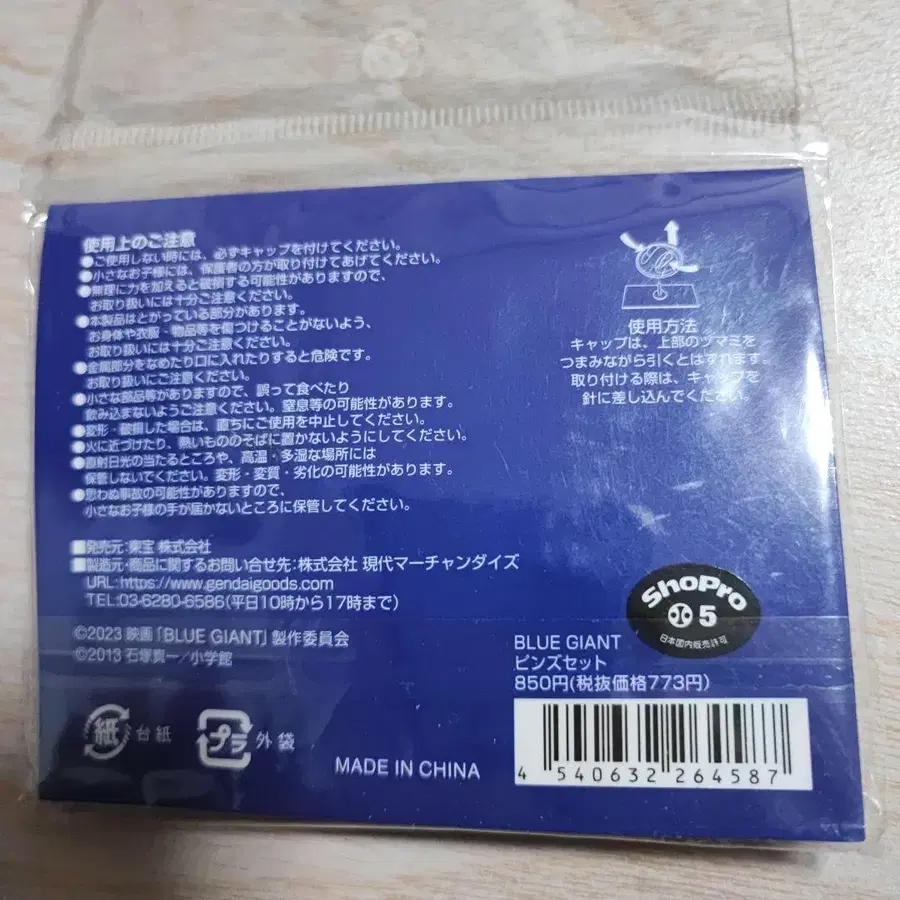 使用上のご注意
●ご使用しない時には、必ずキャップを付けてください。
●小さなお子様には、保護者の方が取り付けてあげてください。
●無理に力を加えると破損する可能性がありますので、
お取り扱いには十分ご注意ください。
●本製品はとがっている部分があります。
お身体や衣服・物品等を傷つけることがないよう、
お取り扱いには十分ご注意ください。
●金属部分をなめたり口に入れたりすると危険です。
お取り扱いにご注意ください。
●小さな部品等がありますので、誤って食べたり
飲み込まないようご注意ください。窒息等の可能性があります。
●変形・破損した場合は、直ちにご使用を中止してください。
●火に近づけたり、熱いもののそばに置かないようにしてください。
●直射日光の当たるところや、高温・多湿な場所には
保管しないでください。変形・変質・劣化の可能性があります。
●思わぬ事故の可能性がありますので、
小さなお子様の手が届かないところに保管してください。
使用方法
キャップは、上部のツマミを
つまみながら引くとはずれます。
取り付ける際は、キャップを
針に差し込んでください。
■発売元:東宝 株式会社
■製造元・商品に関するお問い合せ先:株式会社 現代マーチャンダイズ
URL:https://www.gendaigoods.com
TEL:03-6280-6586(平日10時から17時まで)
©2023 映画「BLUE GIANT」製作委員会
©2013 石塚真一/小学館
ShoPro
5
日本国内販売許可
BLUE GIANT
ピンズセット
850円(税抜価格773円)
紙 台紙
プラ 外袋
MADE IN CHINA
4 540632 264587